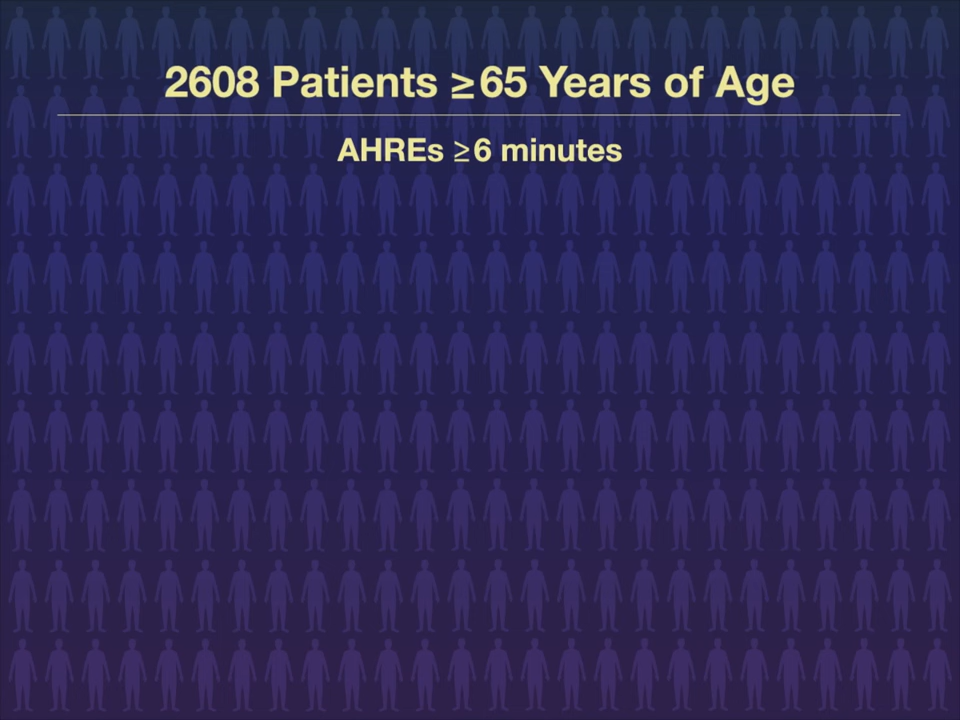 2608 Patients ≥65 Years of Age
AHREs ≥6 minutes